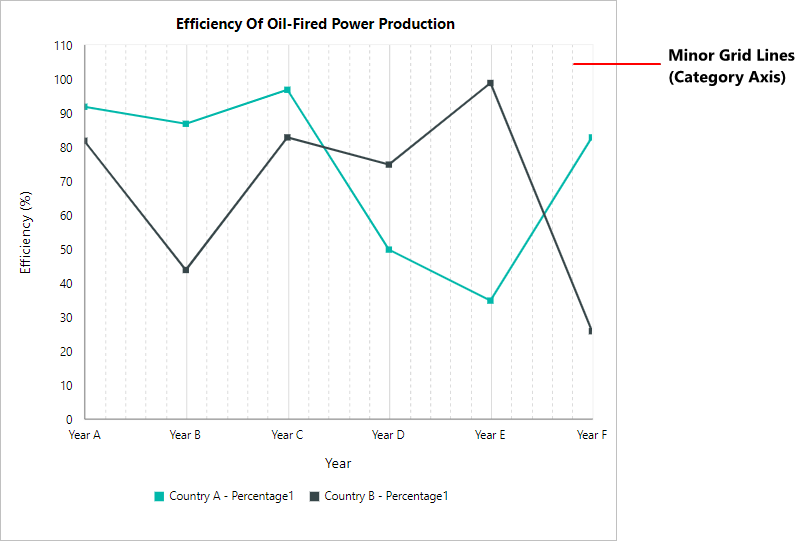 Efficiency Of Oil-Fired Power Production
Minor Grid Lines
(Category Axis)
110
100
90
80
70
60
50
40
30
20
10
0
Efficiency (%)
Year A
Year B
Year C
Year D
Year E
Year F
Year
Country A - Percentage1
Country B - Percentage1